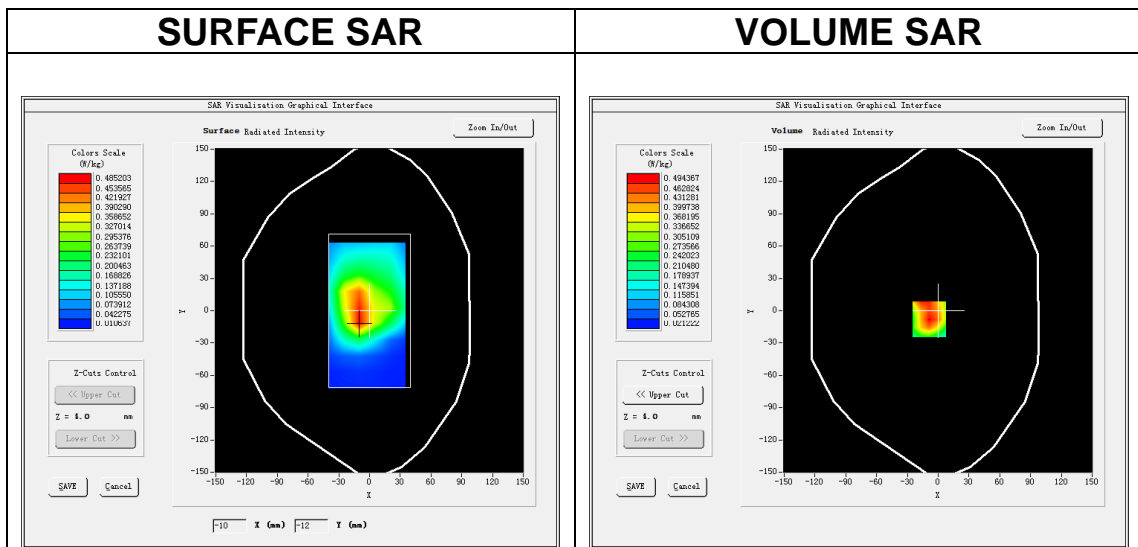 SURFACE SAR
VOLUME SAR
SAR Visualisation Graphical Interface
Surface Radiated Intensity
Zoom In/Out
Colors Scale
(W/kg)
0.485203
0.453565
0.421927
0.390290
0.358652
0.327014
0.295376
0.263739
0.232101
0.200463
0.168826
0.137188
0.105550
0.073912
0.042275
0.010637
150
120
90
60
30
0
-30
-60
-90
-120
-150
Y
-150 -120 -90 -60 -30 0 30 60 90 120 150
X
Z-Cuts Control
<< Upper Cut
Z = 4.0 mm
Lower Cut >>
SAVE Cancel
-10 X (mm) -12 Y (mm)
SAR Visualisation Graphical Interface
Volume Radiated Intensity
Zoom In/Out
Colors Scale
(W/kg)
0.494367
0.462824
0.431281
0.399738
0.368195
0.336652
0.305109
0.273566
0.242023
0.210480
0.178937
0.147394
0.115851
0.084308
0.052765
0.021222
150
120
90
60
30
0
-30
-60
-90
-120
-150
Y
-150 -120 -90 -60 -30 0 30 60 90 120 150
X
Z-Cuts Control
<< Upper Cut
Z = 4.0 mm
Lower Cut >>
SAVE Cancel